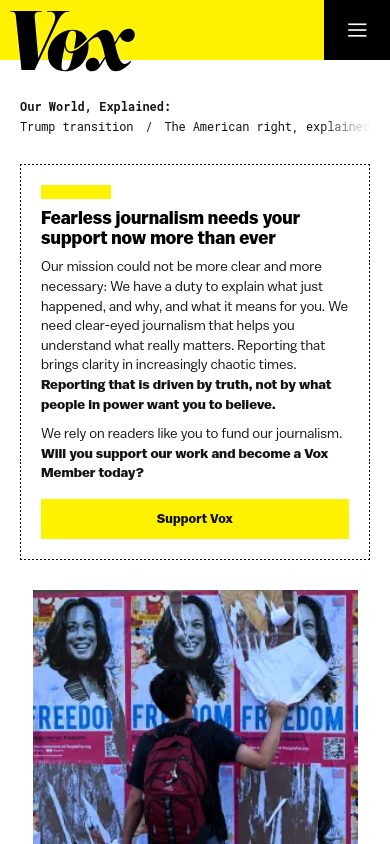 Vox
Our World, Explained:
Trump transition / The American right, explained
Fearless journalism needs your
support now more than ever
Our mission could not be more clear and more
necessary: We have a duty to explain what just
happened, and why, and what it means for you. We
need clear-eyed journalism that helps you
understand what really matters. Reporting that
brings clarity in increasingly chaotic times.
Reporting that is driven by truth, not by what
people in power want you to believe.
We rely on readers like you to fund our journalism.
Will you support our work and become a Vox
Member today?
Support Vox
FREEDOM FREEDOM FREEDOM